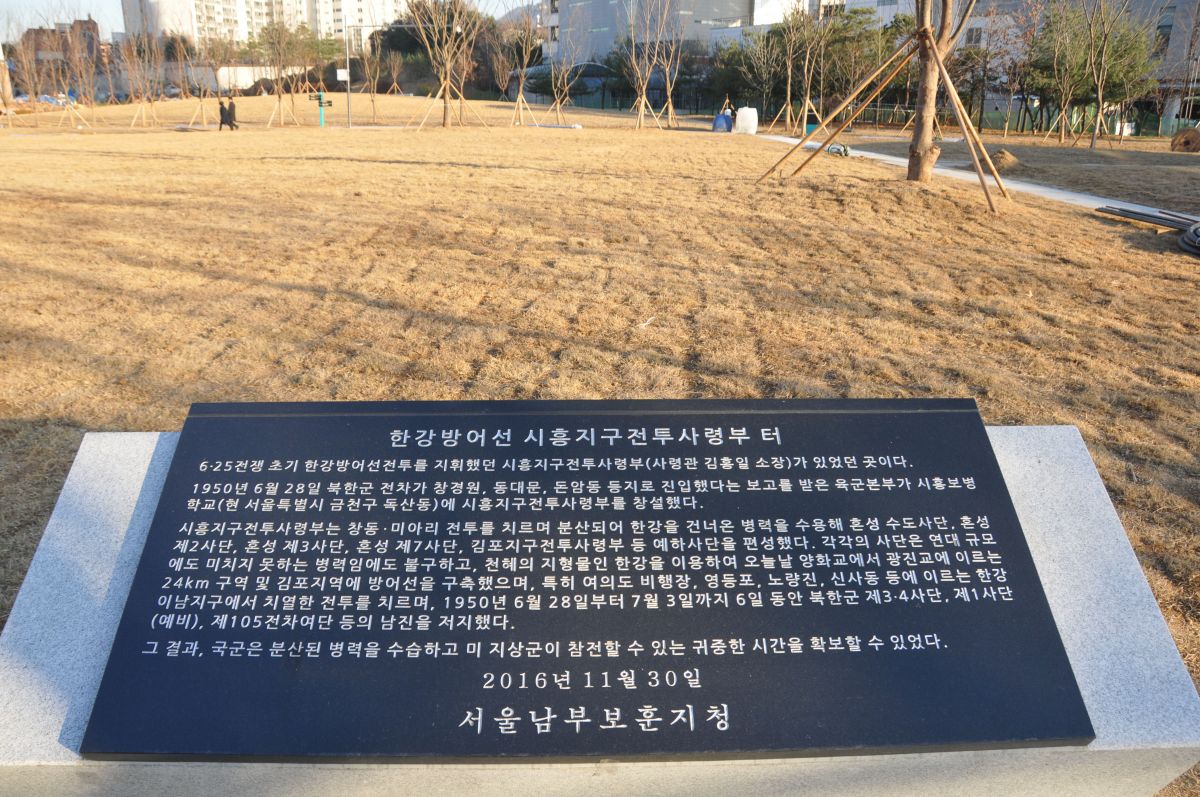 한강방어선 시흥지구전투사령부 터
6·25전쟁 초기 한강방어선전투를 지휘했던 시흥지구전투사령부(사령관 김홍일 소장)가 있었던 곳이다.
1950년 6월 28일 북한군 전차가 창경원, 동대문, 돈암동 등지로 진입했다는 보고를 받은 육군본부가 시흥보병
학교(현 서울특별시 금천구 독산동)에 시흥지구전투사령부를 창설했다.
시흥지구전투사령부는 창동·미아리 전투를 치르며 분산되어 한강을 건너온 병력을 수용해 혼성 수도사단, 혼성
제2사단, 혼성 제3사단, 혼성 제7사단, 김포지구전투사령부 등 예하사단을 편성했다. 각각의 사단은 연대 규모
에도 미치지 못하는 병력임에도 불구하고, 천혜의 지형물인 한강을 이용하여 오늘날 양화교에서 광진교에 이르는
24km 구역 및 김포지역에 방어선을 구축했으며, 특히 여의도 비행장, 영등포, 노량진, 신사동 등에 이르는 한강
이남지구에서 치열한 전투를 치르며, 1950년 6월 28일부터 7월 3일까지 6일 동안 북한군 제3·4사단, 제1사단
(예비), 제105전차여단 등의 남진을 저지했다.
그 결과, 국군은 분산된 병력을 수습하고 미 지상군이 참전할 수 있는 귀중한 시간을 확보할 수 있었다.
2016년 11월 30일
서울남부보훈지청